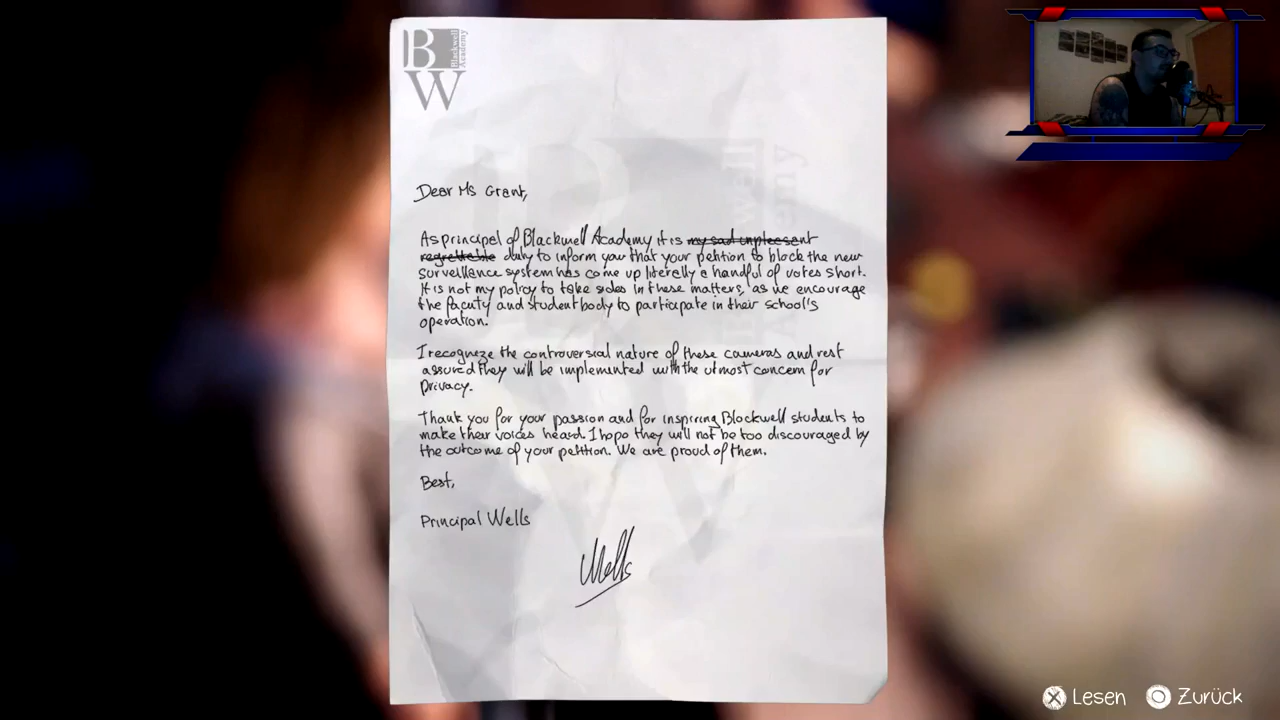 B
Blackwell
Academy
W
Dear Ms Grant,
As principel of Blackwell Academy it is my sad unpleesent
regrettable duty to inform you that your petition to block the new
surveillance system has come up literally a handful of votes short.
It is not my policy to take sides in these matters, as we encourage
the facuty and student body to participate in their school's
operation.
I recogneze the controversial nature of these cameras and rest
assured they will be implemented with the utmost concern for
privacy.
Thank you for your passion and for inspiring Blackwell students to
make their voices heard. I hope they will not be too discouraged by
the outcome of your petition. We are proud of them.
Best,
Principal Wells
Wells
Lesen
Zurück